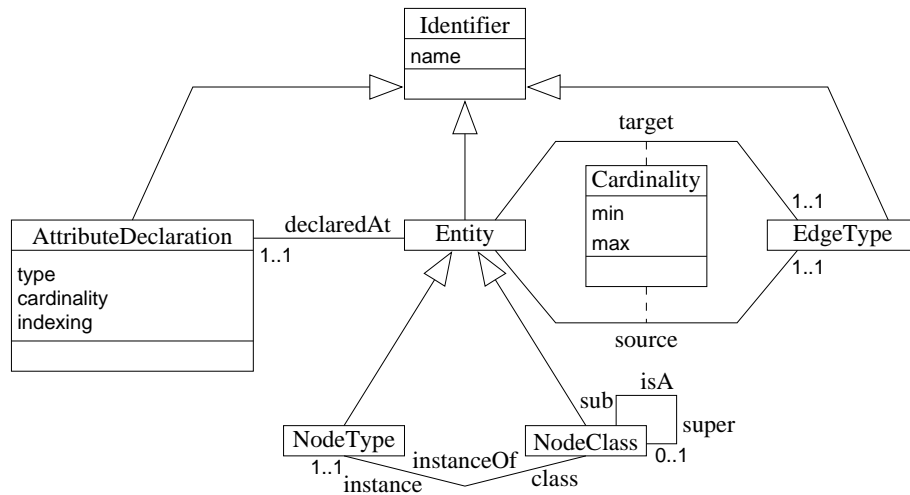 Identifier
name
target
Cardinality
min
max
1..1
declaredAt
AttributeDeclaration
1..1
Entity
EdgeType
1..1
type
cardinality
indexing
source
isA
sub
super
NodeType
NodeClass
1..1
instanceOf
0..1
instance
class